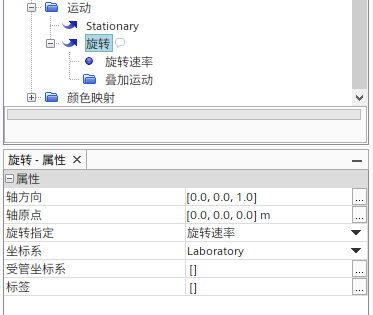 运动
Stationary
旋转
旋转速率
叠加运动
颜色映射
旋转 - 属性 ×
属性
轴方向 [0.0, 0.0, 1.0] ...
轴原点 [0.0, 0.0, 0.0] m ...
旋转指定 旋转速率
坐标系 Laboratory
受管坐标系 [] ...
标签 [] ...